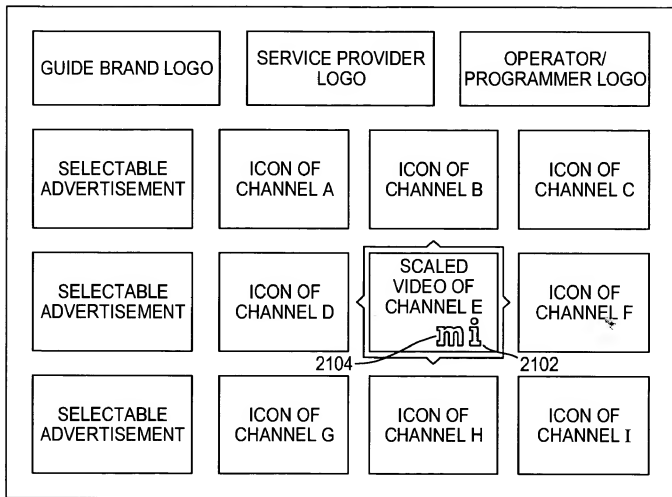 GUIDE BRAND LOGO
SERVICE PROVIDER
LOGO
OPERATOR/
PROGRAMMER LOGO
SELECTABLE
ADVERTISEMENT
ICON OF
CHANNEL A
ICON OF
CHANNEL B
ICON OF
CHANNEL C
SELECTABLE
ADVERTISEMENT
ICON OF
CHANNEL D
SCALED
VIDEO OF
CHANNEL E
m i
ICON OF
CHANNEL F
2104
2102
SELECTABLE
ADVERTISEMENT
ICON OF
CHANNEL G
ICON OF
CHANNEL H
ICON OF
CHANNEL I